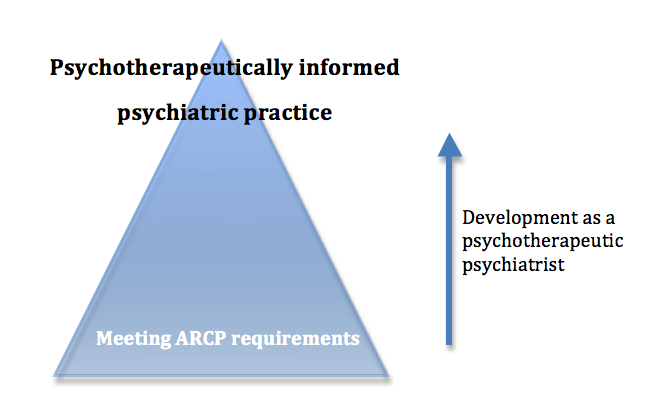 Psychotherapeutically informed
psychiatric practice
Development as a
psychotherapeutic
psychiatrist
Meeting ARCP requirements